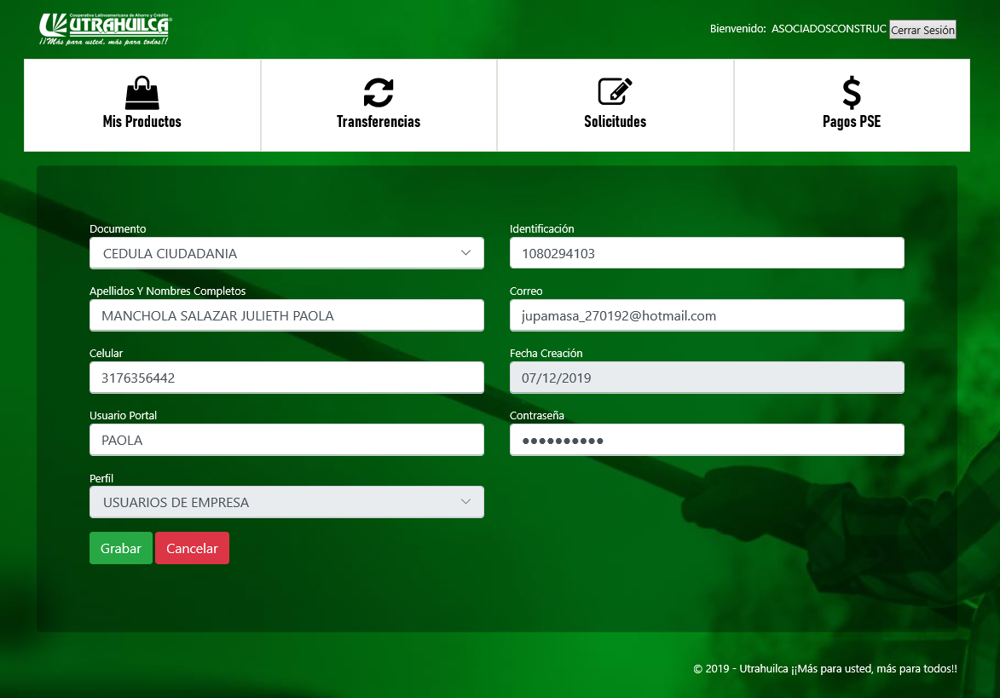 Cooperativa Latinoamericana de Ahorro y Crédito
UTRAHUILCA
¡¡Más para usted, más para todos!!
Bienvenido: ASOCIADOSCONSTRUC Cerrar Sesión
Mis Productos
Transferencias
Solicitudes
Pagos PSE
Documento
CEDULA CIUDADANIA
Identificación
1080294103
Apellidos Y Nombres Completos
MANCHOLA SALAZAR JULIETH PAOLA
Correo
jupamasa_270192@hotmail.com
Celular
3176356442
Fecha Creación
07/12/2019
Usuario Portal
PAOLA
Contraseña
●●●●●●●●●●
Perfil
USUARIOS DE EMPRESA
Grabar
Cancelar
© 2019 - Utrahuilca ¡¡Más para usted, más para todos!!